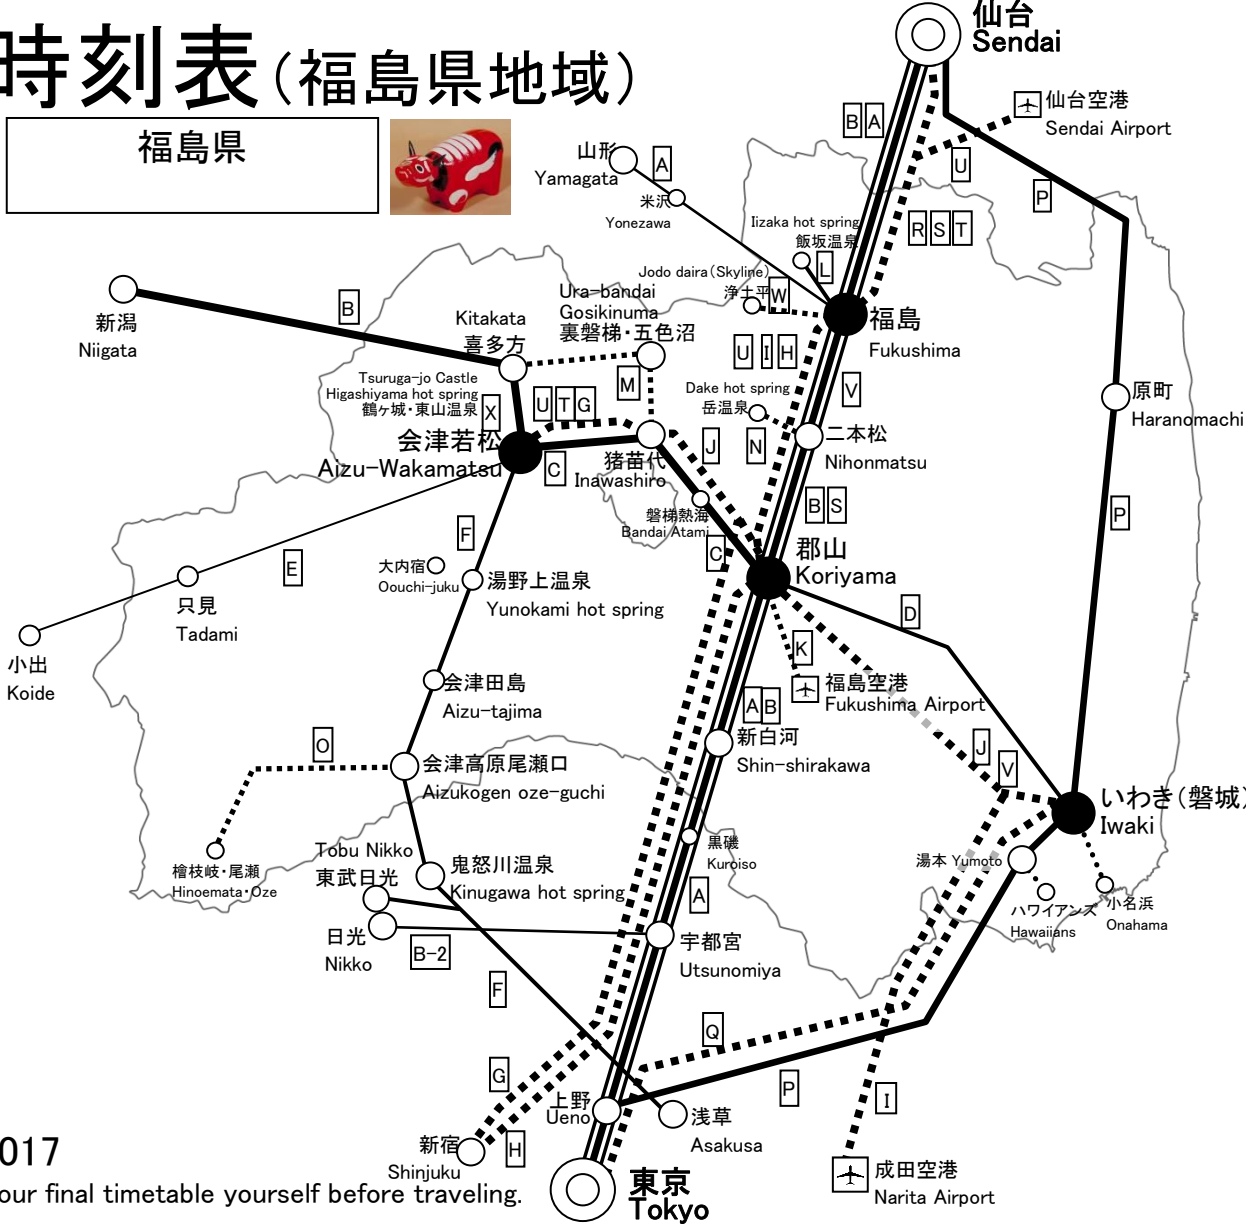 時刻表（福島県地域）
福島県
仙台
Sendai
B A
仙台空港
Sendai Airport
U
P
R S T
山形
Yamagata
A
米沢
Yonezawa
Iizaka hot spring
飯坂温泉
L
Jodo daira（Skyline）
浄土平
W
福島
Fukushima
新潟
Niigata
B
Kitakata
喜多方
Ura-bandai
Gosikinuma
裏磐梯・五色沼
U I H
M
V
Tsuruga-jo Castle
Higashiyama hot spring
鶴ヶ城・東山温泉
X
U T G
Dake hot spring
岳温泉
原町
Haranomachi
会津若松
Aizu-Wakamatsu
C
猪苗代
Inawashiro
J
N
二本松
Nihonmatsu
B S
P
磐梯熱海
Bandai Atami
C
郡山
Koriyama
F
E
大内宿
Oouchi-juku
湯野上温泉
Yunokami hot spring
只見
Tadami
小出
Koide
D
K
福島空港
Fukushima Airport
会津田島
Aizu-tajima
A B
O
新白河
Shin-shirakawa
J
V
会津高原尾瀬口
Aizukogen oze-guchi
いわき（磐城）
Iwaki
黒磯
Kuroiso
湯本 Yumoto
檜枝岐・尾瀬
Hinoemata・Oze
Tobu Nikko
東武日光
鬼怒川温泉
Kinugawa hot spring
A
ハワイアンズ
Hawaiians
小名浜
Onahama
日光
Nikko
B-2
宇都宮
Utsunomiya
F
Q
G
P
I
上野
Ueno
浅草
Asakusa
新宿
Shinjuku
H
017
成田空港
Narita Airport
東京
Tokyo
our final timetable yourself before traveling.